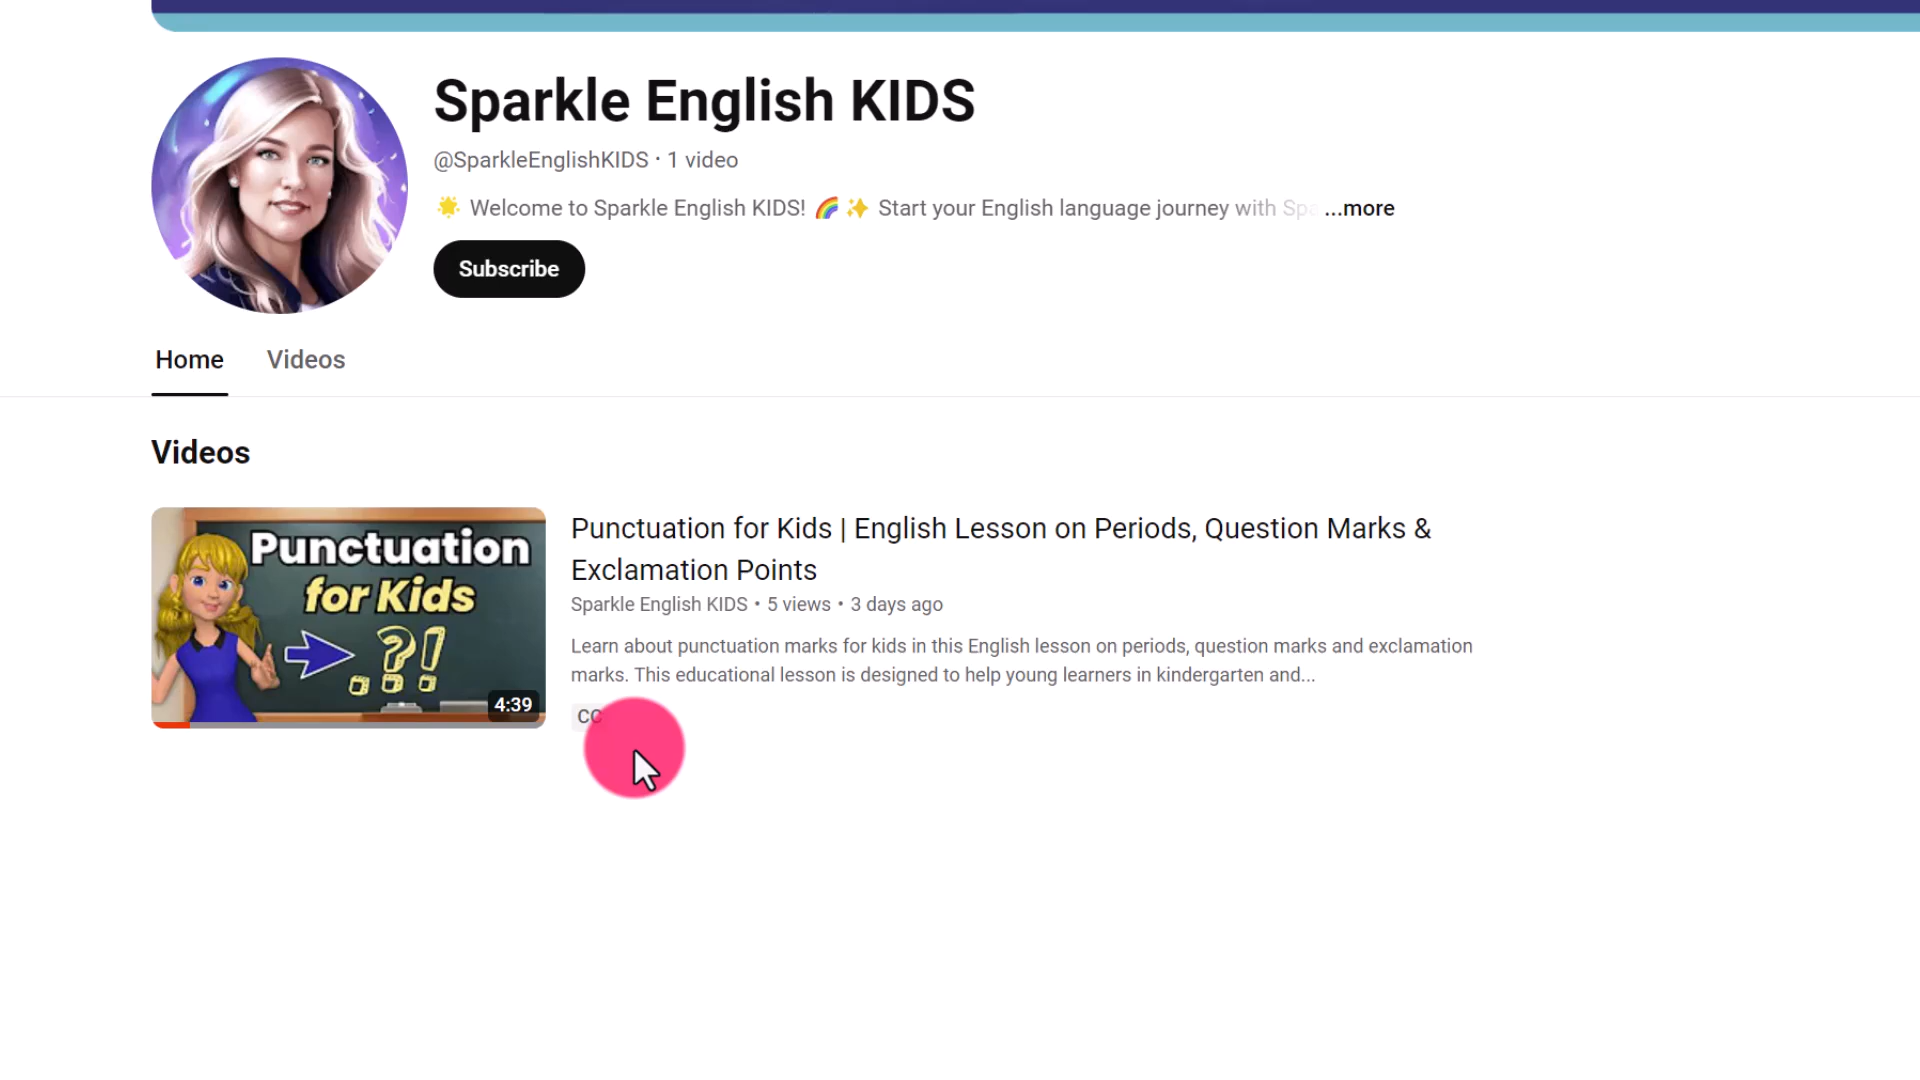 Sparkle English KIDS
@SparkleEnglishKIDS · 1 video
🌟 Welcome to Sparkle English KIDS! 🌈 ✨ Start your English language journey with ...more
Subscribe
Home Videos
Videos
Punctuation
for Kids
?!
4:39
Punctuation for Kids | English Lesson on Periods, Question Marks &
Exclamation Points
Sparkle English KIDS • 5 views • 3 days ago
Learn about punctuation marks for kids in this English lesson on periods, question marks and exclamation
marks. This educational lesson is designed to help young learners in kindergarten and...
CC